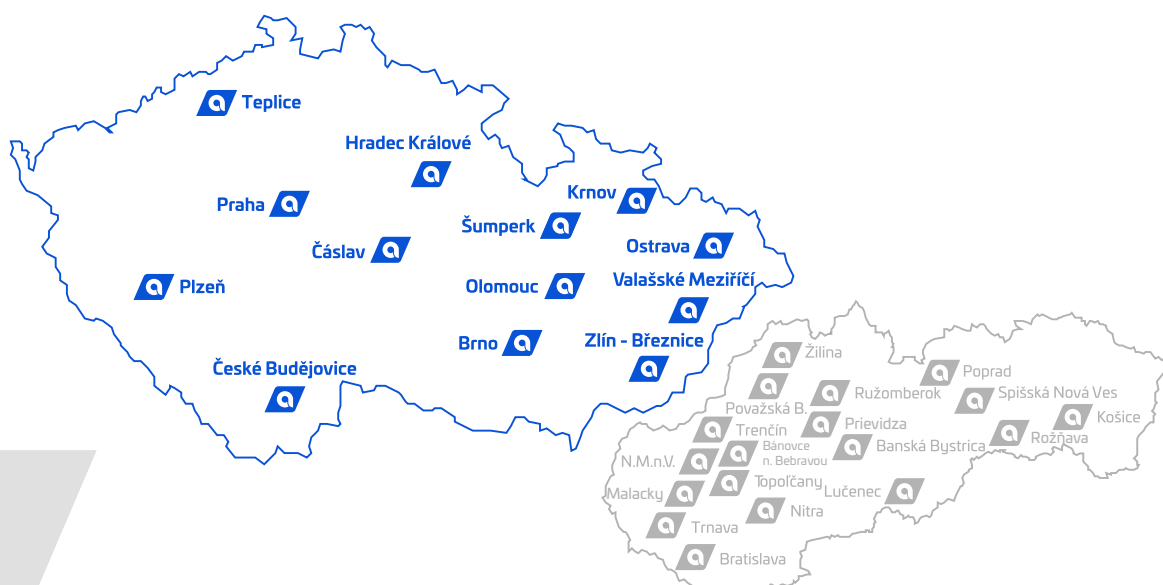 Teplice
Hradec Králové
Krnov
Praha
Šumperk
Čáslav
Ostrava
Plzeň
Olomouc
Valašské Meziříčí
Brno
Zlín - Březnice
České Budějovice
Žilina
Poprad
Ružomberok
Spišská Nová Ves
Považská B.
Košice
Trenčín
Prievidza
Rožňava
Bánovce
n. Bebravou
Banská Bystrica
N.M.n.V.
Topoľčany
Lučenec
Malacky
Nitra
Trnava
Bratislava